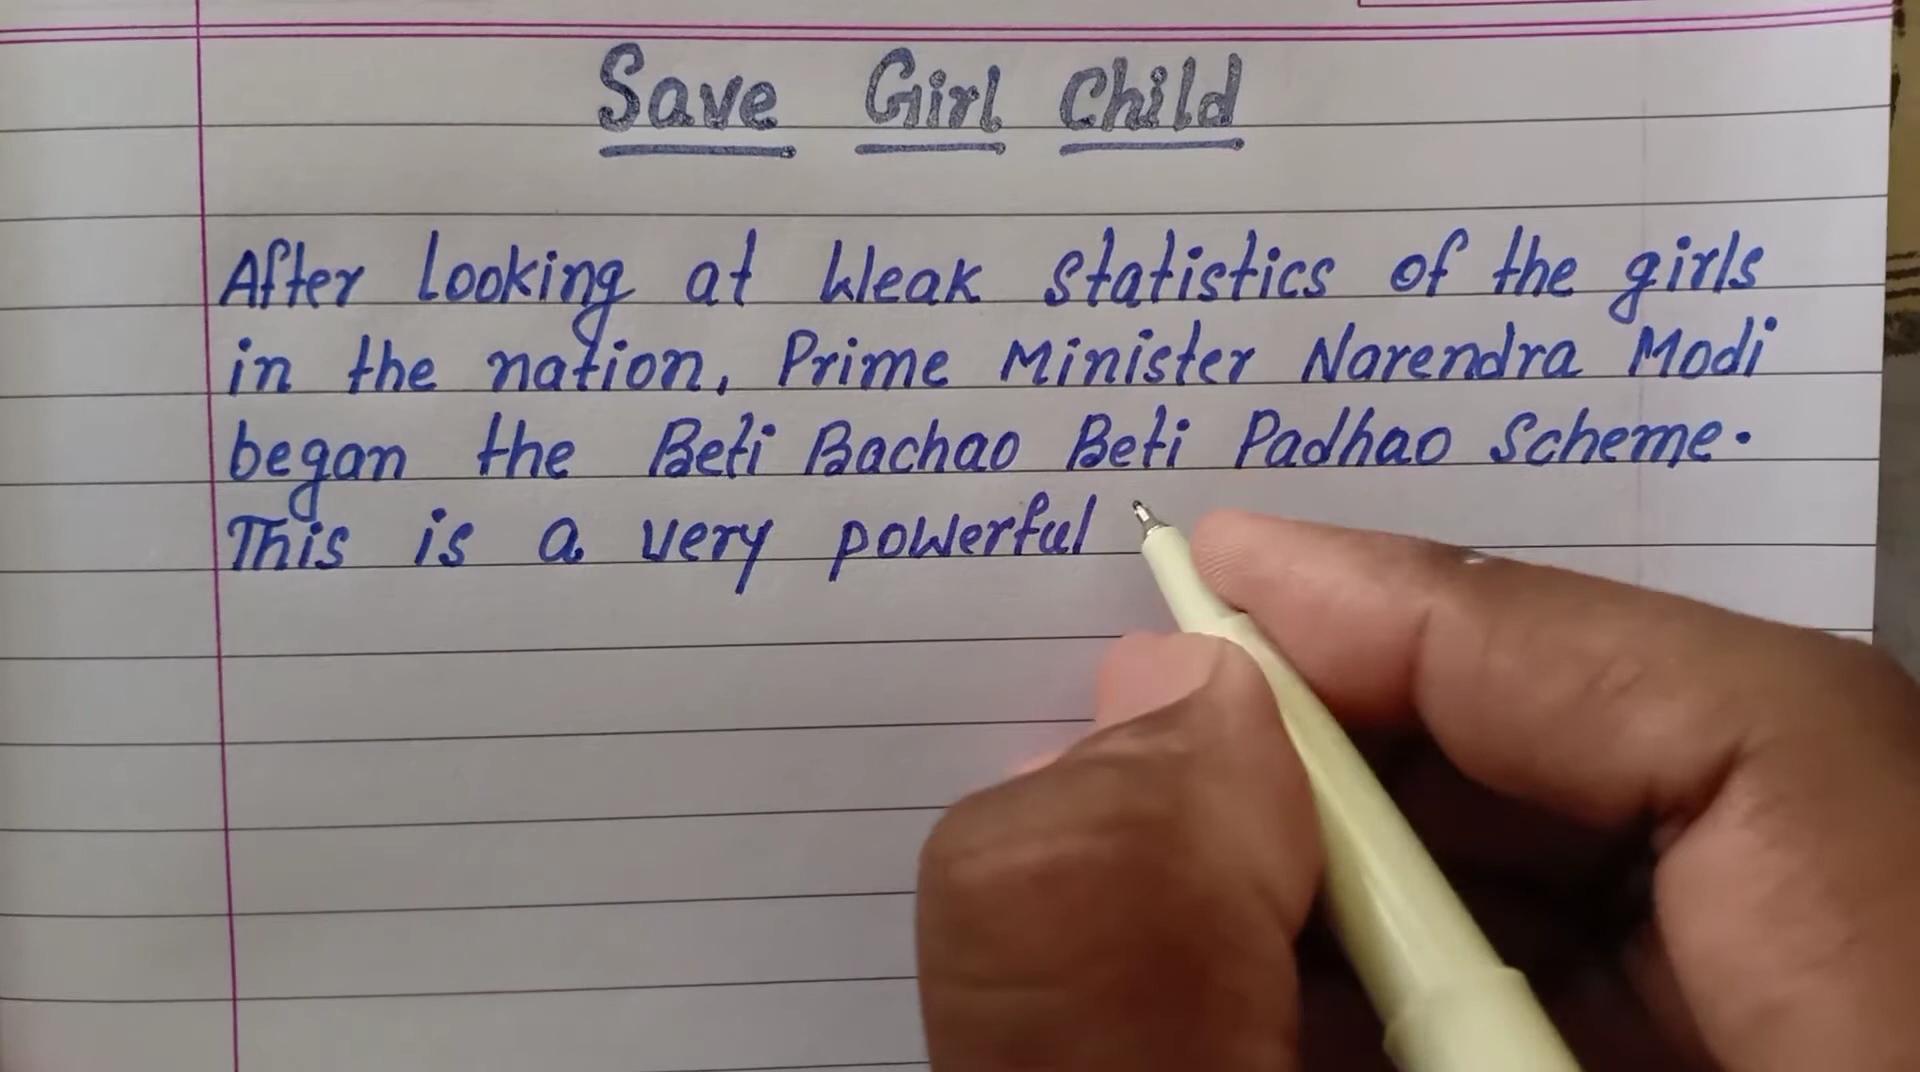 Save Girl Child
After looking at Weak Statistics of the girls
in the nation, Prime Minister Narendra Modi
began the Beti Bachao Beti Padhao Scheme.
This is a very powerful